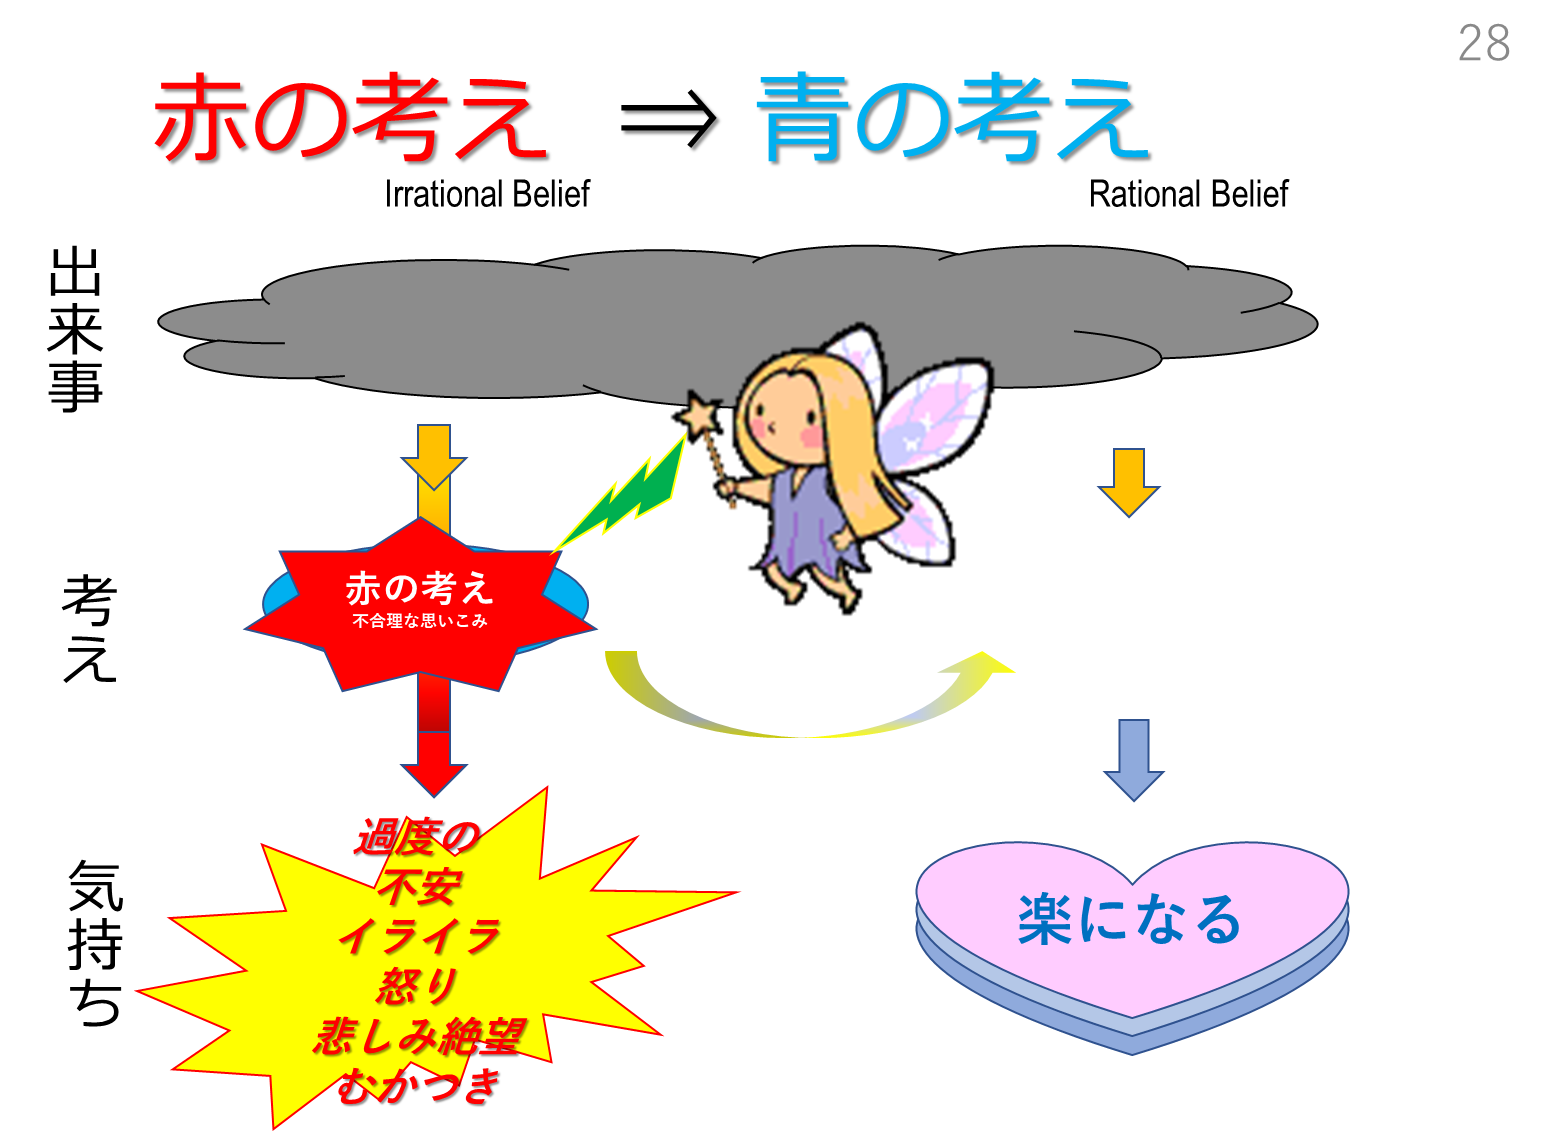 28
赤の考え ⇒ 青の考え
Irrational Belief
Rational Belief
出来事
考え
赤の考え
不合理な思いこみ
気持ち
過度の
不安
イライラ
怒り
悲しみ絶望
むかつき
楽になる